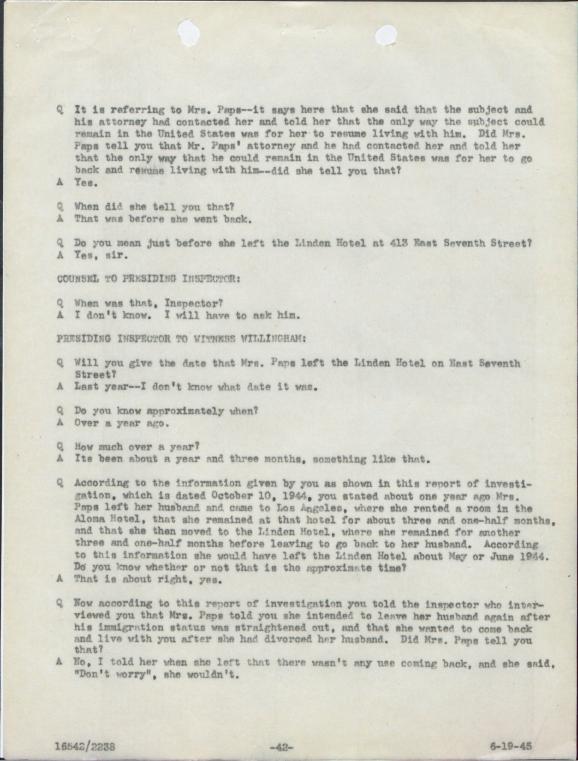 Q It is referring to Mrs. Paps--it says here that she said that the subject and
his attorney had contacted her and told her that the only way the subject could
remain in the United States was for her to resume living with him. Did Mrs.
Paps tell you that Mr. Paps' attorney and he had contacted her and told her
that the only way that he could remain in the United States was for her to go
back and resume living with him--did she tell you that?
A Yes.
Q When did she tell you that?
A That was before she went back.
Q Do you mean just before she left the Linden Hotel at 413 East Seventh Street?
A Yes, sir.
COUNSEL TO PRESIDING INSPECTOR:
Q When was that, Inspector?
A I don't know. I will have to ask him.
PRESIDING INSPECTOR TO WITNESS WILLINGHAM:
Q Will you give the date that Mrs. Paps left the Linden Hotel on East Seventh
Street?
A Last year--I don't know what date it was.
Q Do you know approximately when?
A Over a year ago.
Q How much over a year?
A Its been about a year and three months, something like that.
Q According to the information given by you as shown in this report of investi-
gation, which is dated October 10, 1944, you stated about one year ago Mrs.
Paps left her husband and came to Los Angeles, where she rented a room in the
Aloma Hotel, that she remained at that hotel for about three and one-half months,
and that she then moved to the Linden Hotel, where she remained for another
three and one-half months before leaving to go back to her husband. According
to this information she would have left the Linden Hotel about May or June 1944.
Do you know whether or not that is the approximate time?
A That is about right, yes.
Q Now according to this report of investigation you told the inspector who inter-
viewed you that Mrs. Paps told you she intended to leave her husband again after
his immigration status was straightened out, and that she wanted to come back
and live with you after she had divorced her husband. Did Mrs. Paps tell you
that?
A No, I told her when she left that there wasn't any use coming back, and she said,
"Don't worry", she wouldn't.
16542/2238 -42- 6-19-45